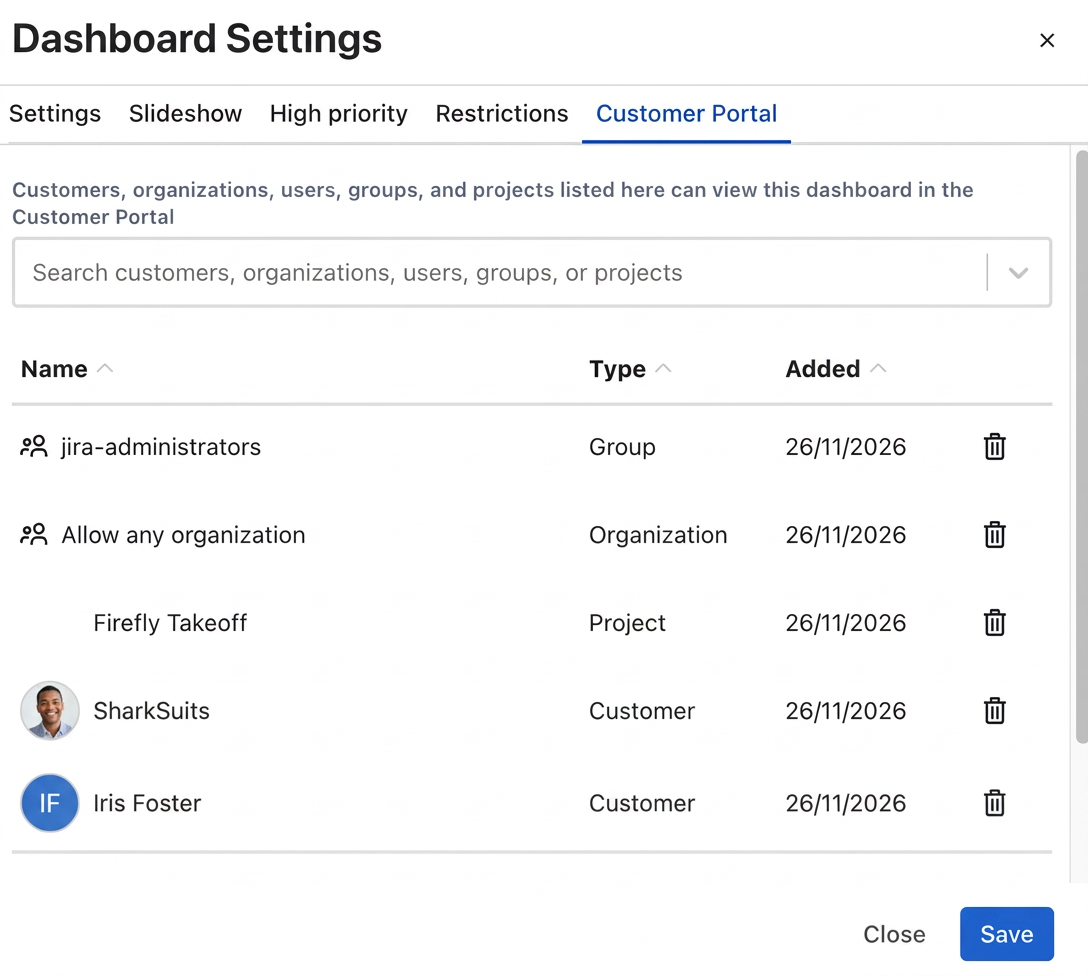 Dashboard Settings
Settings Slideshow High priority Restrictions Customer Portal
Customers, organizations, users, groups, and projects listed here can view this dashboard in the
Customer Portal
Search customers, organizations, users, groups, or projects
Name Type Added
jira-administrators Group 26/11/2026
Allow any organization Organization 26/11/2026
Firefly Takeoff Project 26/11/2026
SharkSuits Customer 26/11/2026
IF Iris Foster Customer 26/11/2026
Close Save